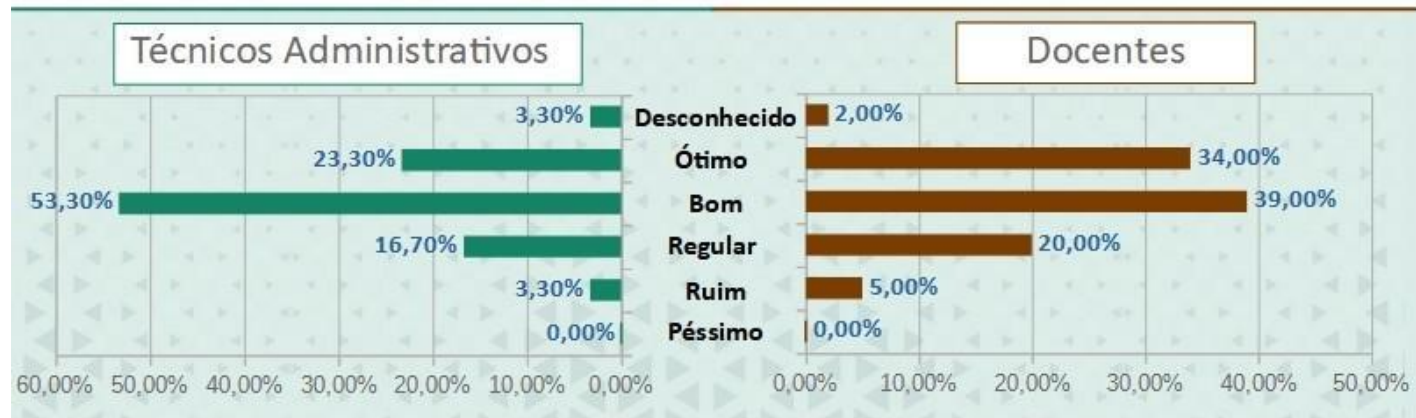 Técnicos Administrativos
Docentes
3,30% Desconhecido 2,00%
23,30% Ótimo 34,00%
53,30% Bom 39,00%
16,70% Regular 20,00%
3,30% Ruim 5,00%
0,00% Péssimo 0,00%
60,00% 50,00% 40,00% 30,00% 20,00% 10,00% 0,00%
0,00% 10,00% 20,00% 30,00% 40,00% 50,00%